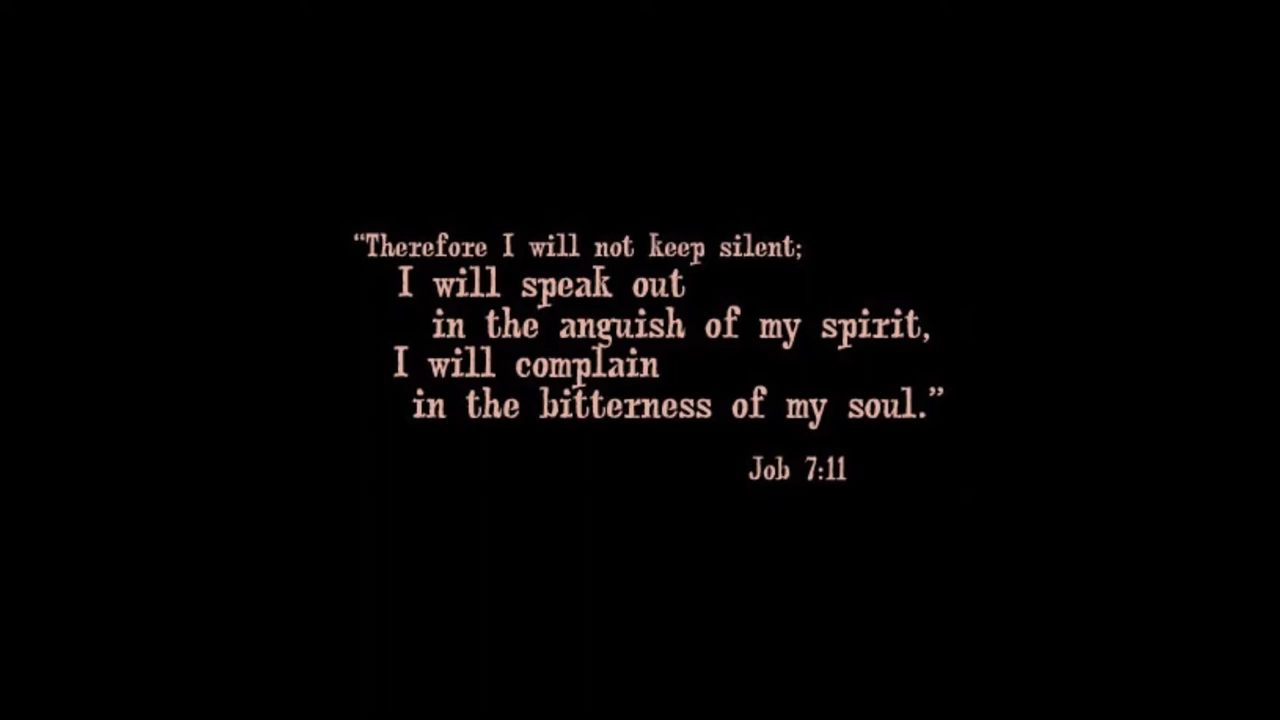 “Therefore I will not keep silent;
I will speak out
in the anguish of my spirit,
I will complain
in the bitterness of my soul.”
Job 7:11